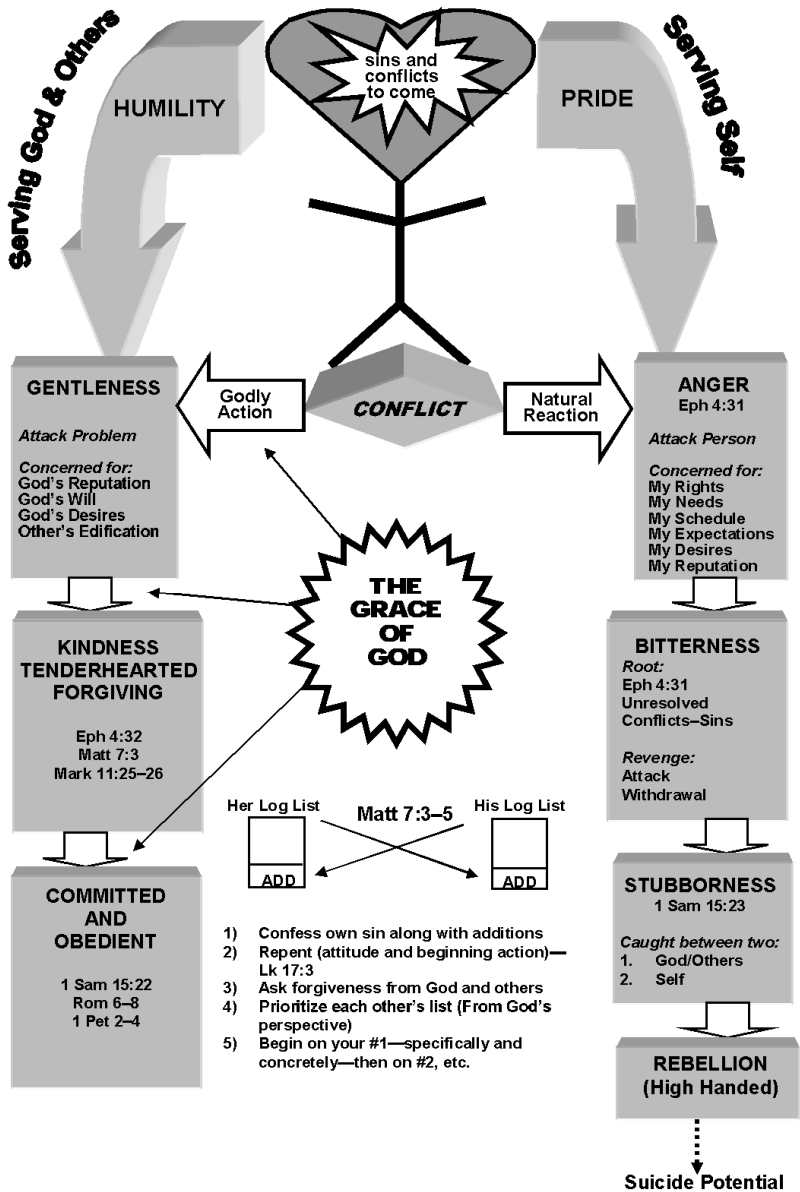 Serving God & Others
HUMILITY
sins and
conflicts
to come
PRIDE
Serving Self
GENTLENESS
Attack Problem
Concerned for:
God's Reputation
God's Will
God's Desires
Other's Edification
Godly
Action
CONFLICT
Natural
Reaction
ANGER
Eph 4:31
Attack Person
Concerned for:
My Rights
My Needs
My Schedule
My Expectations
My Desires
My Reputation
THE
GRACE
OF
GOD
KINDNESS
TENDERHEARTED
FORGIVING
Eph 4:32
Matt 7:3
Mark 11:25–26
BITTERNESS
Root:
Eph 4:31
Unresolved
Conflicts–Sins
Revenge:
Attack
Withdrawal
Her Log List
Matt 7:3–5
His Log List
ADD
ADD
COMMITTED
AND
OBEDIENT
1 Sam 15:22
Rom 6–8
1 Pet 2–4
1) Confess own sin along with additions
2) Repent (attitude and beginning action)—
Lk 17:3
3) Ask forgiveness from God and others
4) Prioritize each other's list (From God's
perspective)
5) Begin on your #1—specifically and
concretely—then on #2, etc.
STUBBORNESS
1 Sam 15:23
Caught between two:
1. God/Others
2. Self
REBELLION
(High Handed)
Suicide Potential